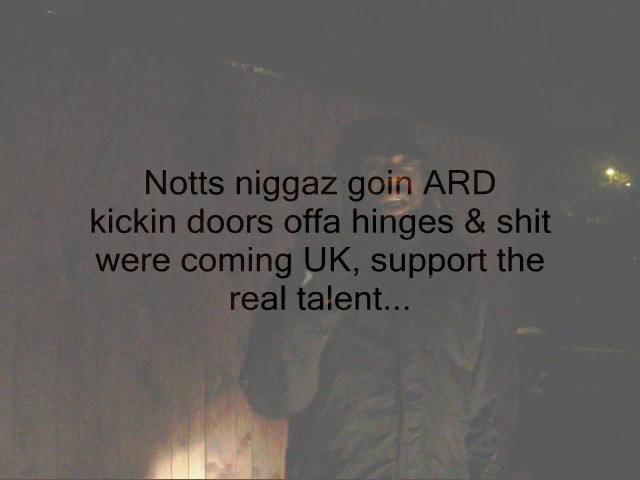 Notts niggaz goin ARD
kickin doors offa hinges & shit
were coming UK, support the
real talent...